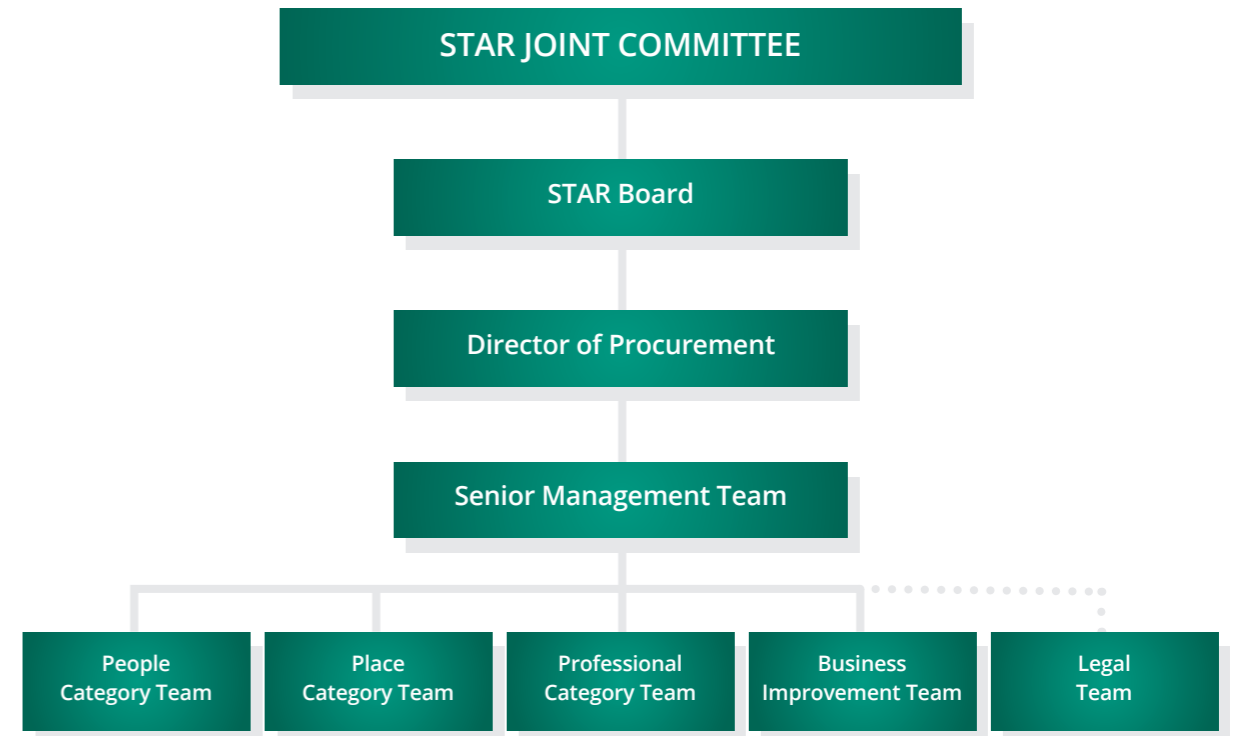 STAR JOINT COMMITTEE
STAR Board
Director of Procurement
Senior Management Team
People
Category Team
Place
Category Team
Professional
Category Team
Business
Improvement Team
Legal
Team